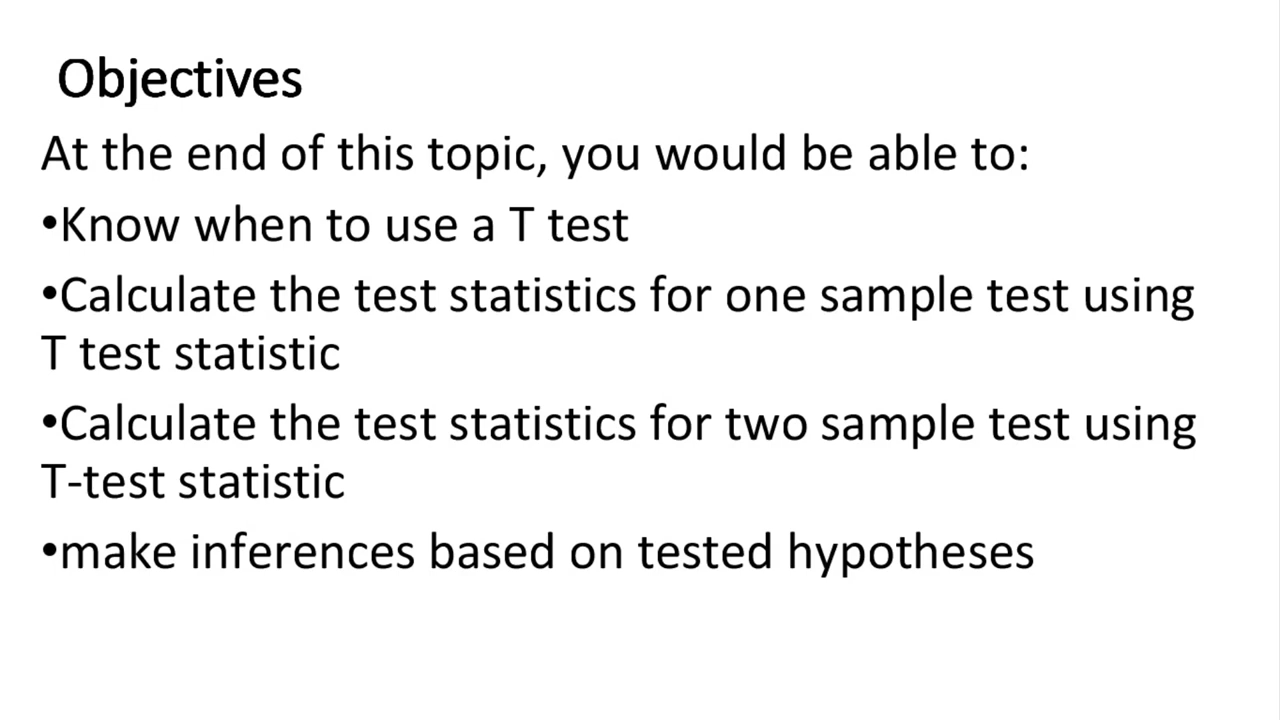 Objectives
At the end of this topic, you would be able to:
•Know when to use a T test
•Calculate the test statistics for one sample test using
T test statistic
•Calculate the test statistics for two sample test using
T-test statistic
•make inferences based on tested hypotheses